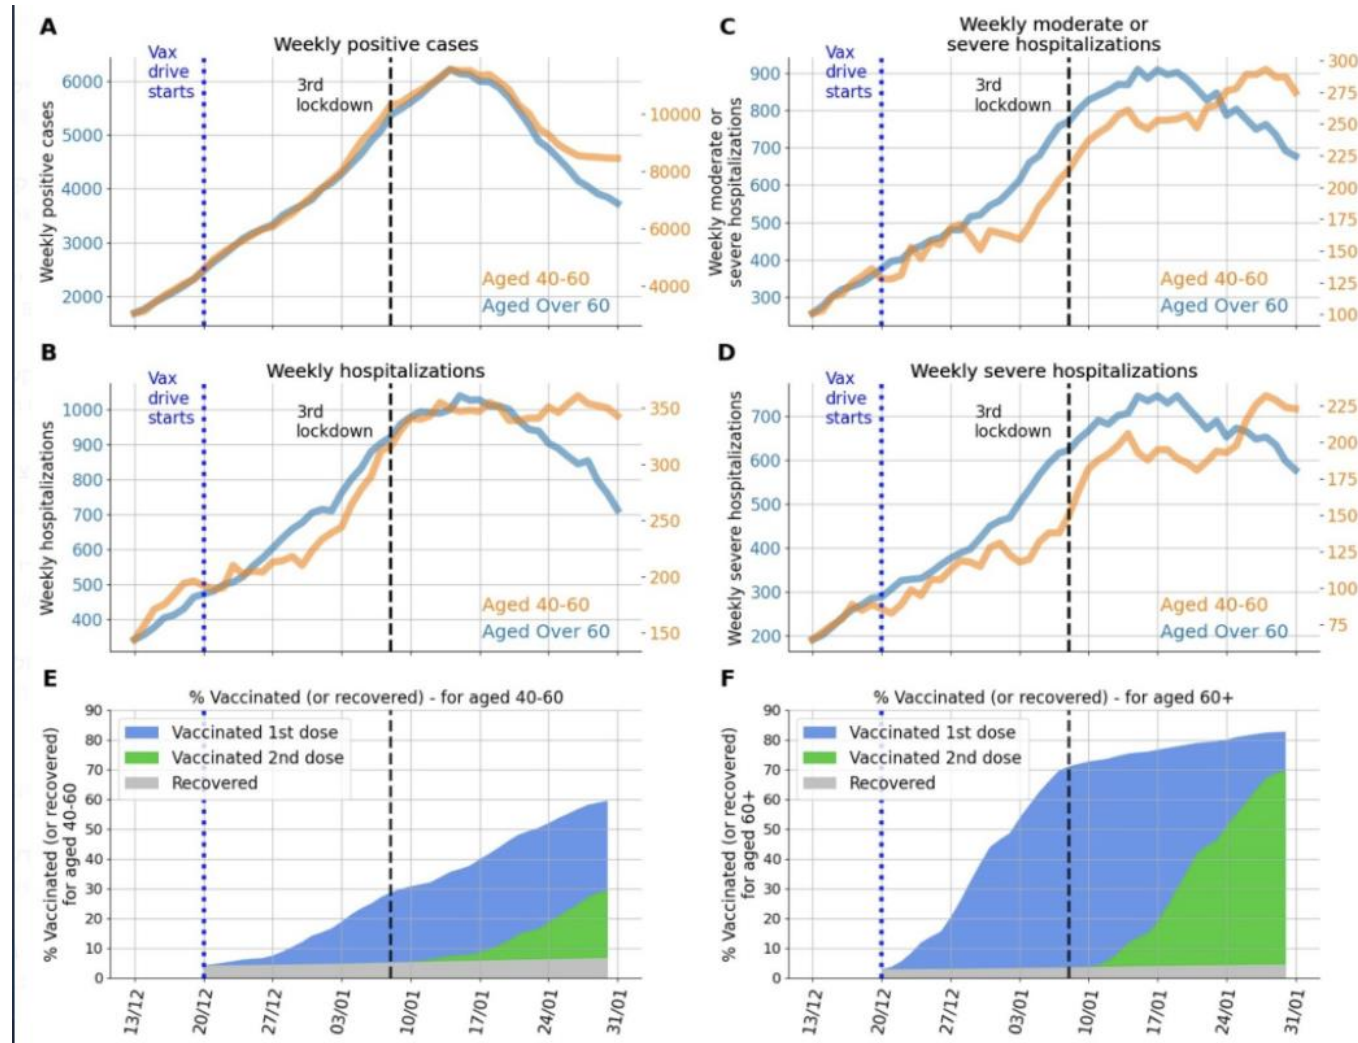 A
Weekly positive cases
Vax
drive
starts
3rd
lockdown
Weekly positive cases
6000
5000
4000
3000
2000
10000
8000
6000
4000
Aged 40-60
Aged Over 60
C
Weekly moderate or
severe hospitalizations
Vax
drive
starts
3rd
lockdown
Weekly moderate or
severe hospitalizations
900
800
700
600
500
400
300
300
275
250
225
200
175
150
125
100
Aged 40-60
Aged Over 60
B
Weekly hospitalizations
Vax
drive
starts
3rd
lockdown
Weekly hospitalizations
1000
900
800
700
600
500
400
350
300
250
200
150
Aged 40-60
Aged Over 60
D
Weekly severe hospitalizations
Vax
drive
starts
3rd
lockdown
Weekly severe hospitalizations
700
600
500
400
300
200
225
200
175
150
125
100
75
Aged 40-60
Aged Over 60
E
% Vaccinated (or recovered) - for aged 40-60
% Vaccinated (or recovered)
for aged 40-60
90
80
70
60
50
40
30
20
10
0
Vaccinated 1st dose
Vaccinated 2nd dose
Recovered
13/12
20/12
27/12
03/01
10/01
17/01
24/01
31/01
F
% Vaccinated (or recovered) - for aged 60+
% Vaccinated (or recovered)
for aged 60+
90
80
70
60
50
40
30
20
10
0
Vaccinated 1st dose
Vaccinated 2nd dose
Recovered
13/12
20/12
27/12
03/01
10/01
17/01
24/01
31/01